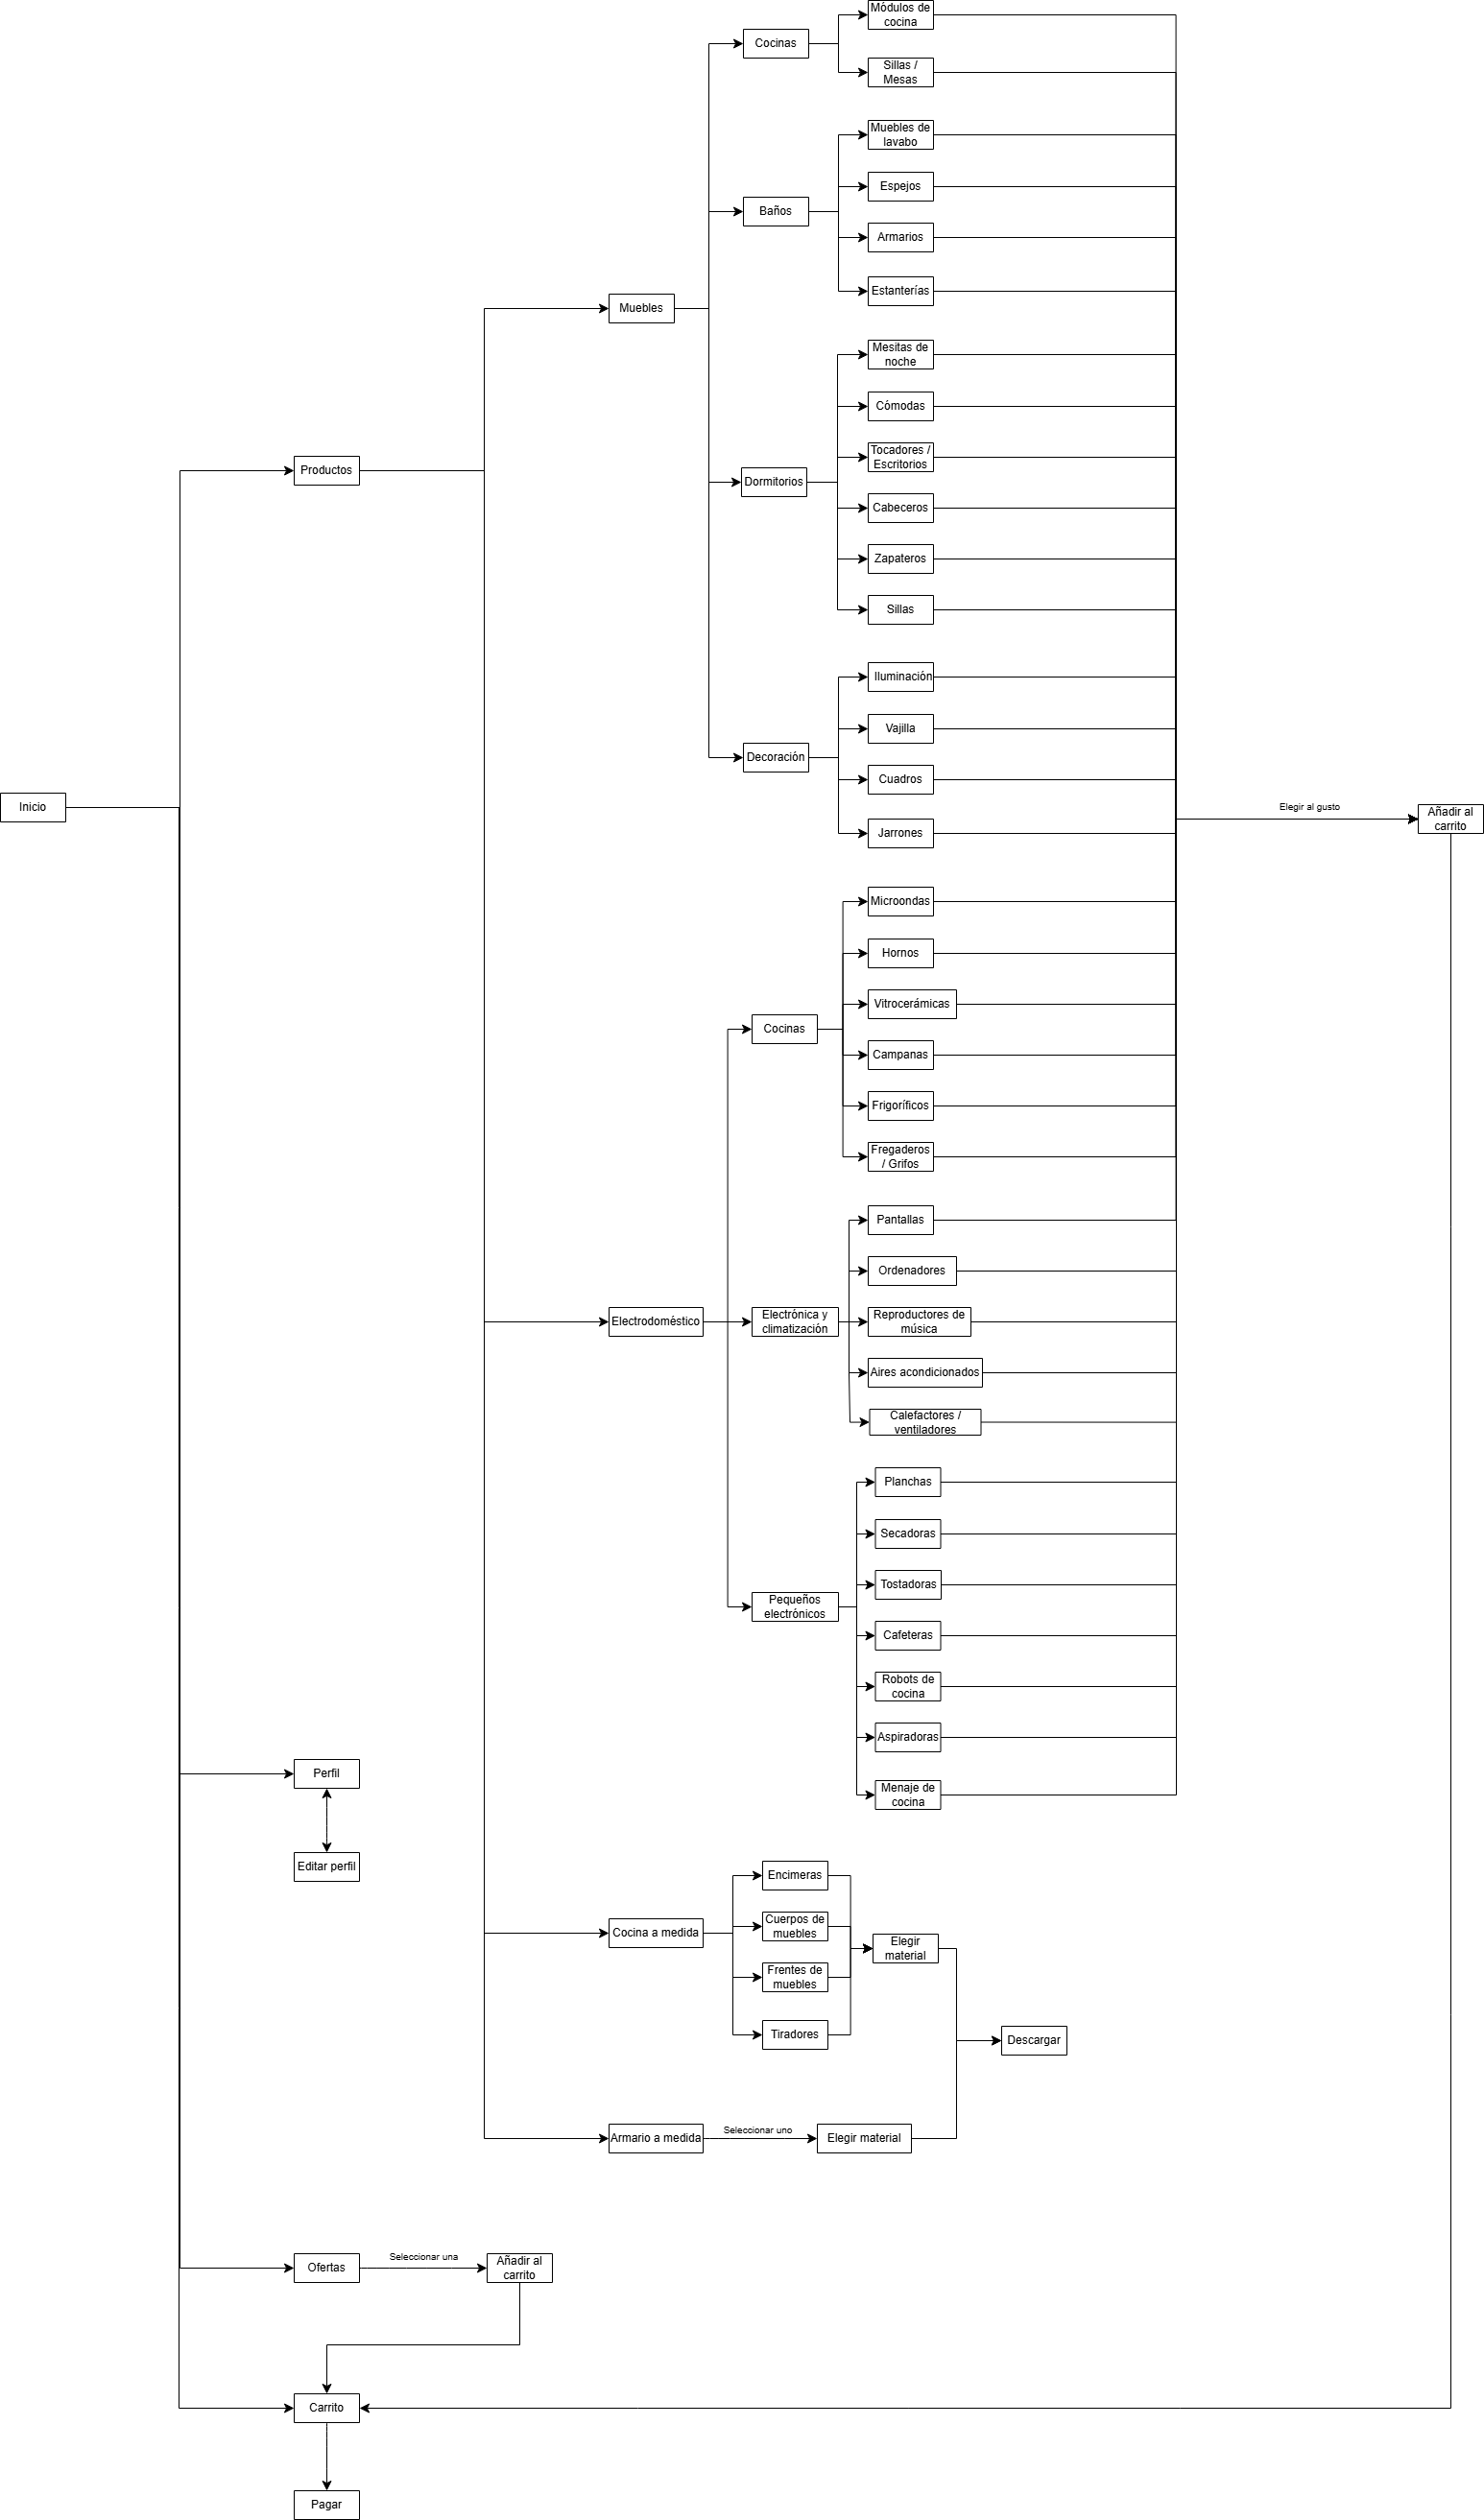 Módulos de
cocina
Cocinas
Sillas /
Mesas
Muebles de
lavabo
Espejos
Baños
Armarios
Estanterías
Muebles
Mesitas de
noche
Cómodas
Tocadores /
Escritorios
Productos
Dormitorios
Cabeceros
Zapateros
Sillas
Iluminación
Vajilla
Decoración
Cuadros
Inicio
Elegir al gusto
Añadir al
carrito
Jarrones
Microondas
Hornos
Vitrocerámicas
Cocinas
Campanas
Frigoríficos
Fregaderos
/ Grifos
Pantallas
Ordenadores
Electrodoméstico
Electrónica y
climatización
Reproductores de
música
Aires acondicionados
Calefactores /
ventiladores
Planchas
Secadoras
Tostadoras
Pequeños
electrónicos
Cafeteras
Robots de
cocina
Aspiradoras
Perfil
Menaje de
cocina
Editar perfil
Encimeras
Cuerpos de
muebles
Cocina a medida
Elegir
material
Frentes de
muebles
Tiradores
Descargar
Armario a medida
Seleccionar uno
Elegir material
Ofertas
Seleccionar una
Añadir al
carrito
Carrito
Pagar